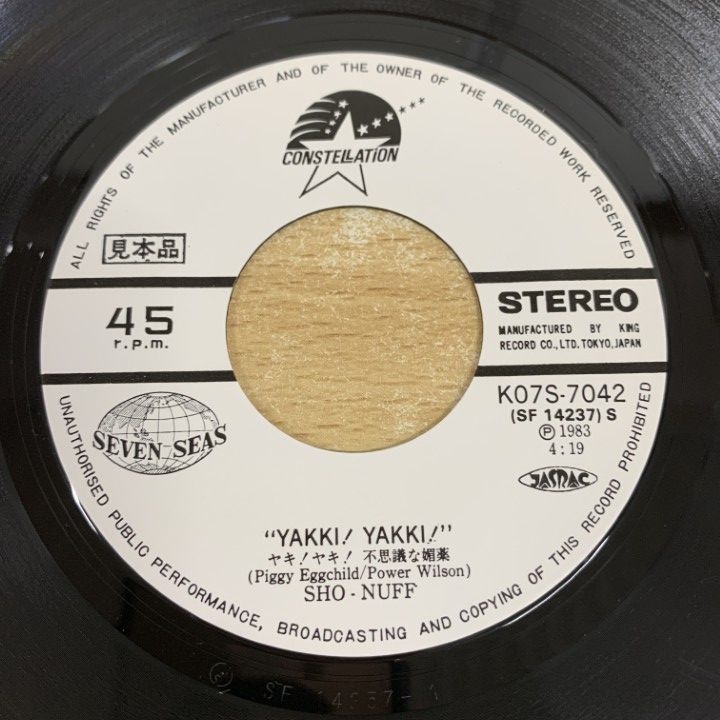 ALL RIGHTS OF THE MANUFACTURER AND OF THE OWNER OF THE RECORDED WORK RESERVED
CONSTELLATION
見本品
45
r.p.m.
STEREO
MANUFACTURED BY KING
RECORD CO., LTD. TOKYO, JAPAN
SEVEN SEAS
K07S-7042
(SF 14237) S
Ⓟ 1983
4:19
JASRAC
"YAKKI! YAKKI!"
ヤキ!ヤキ! 不思議な媚薬
(Piggy Eggchild/Power Wilson)
SHO-NUFF
UNAUTHORISED PUBLIC PERFORMANCE, BROADCASTING AND COPYING OF THIS RECORD PROHIBITED